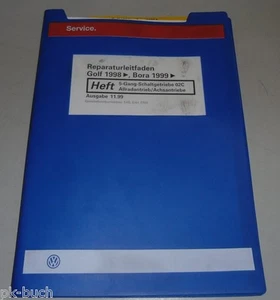 Service.
Reparaturleitfaden
Golf 1998 ►, Bora 1999 ►
Heft
5-Gang Schaltgetriebe 02C
Allradantrieb/Achsantriebe
Ausgabe 11.99
pk-buch